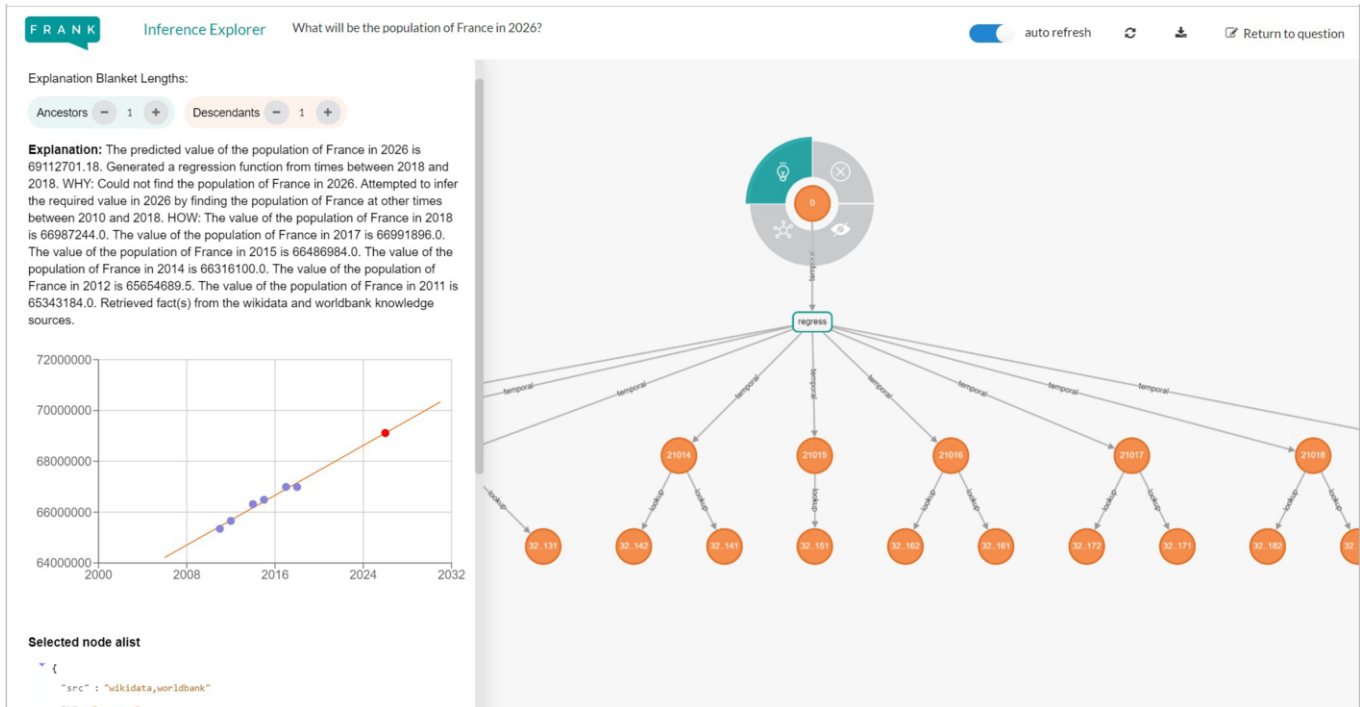 FRANK
Inference Explorer
What will be the population of France in 2026?
auto refresh
Return to question
Explanation Blanket Lengths:
Ancestors − 1 + Descendants − 1 +
Explanation: The predicted value of the population of France in 2026 is
69112701.18. Generated a regression function from times between 2018 and
2018. WHY: Could not find the population of France in 2026. Attempted to infer
the required value in 2026 by finding the population of France at other times
between 2010 and 2018. HOW: The value of the population of France in 2018
is 66987244.0. The value of the population of France in 2017 is 66991896.0.
The value of the population of France in 2015 is 66486984.0. The value of the
population of France in 2014 is 66316100.0. The value of the population of
France in 2012 is 65654689.5. The value of the population of France in 2011 is
65343184.0. Retrieved fact(s) from the wikidata and worldbank knowledge
sources.
72000000
70000000
68000000
66000000
64000000
2000 2008 2016 2024 2032
Selected node alist
{
"src" : "wikidata,worldbank"
0
temporal
regress
temporal temporal temporal temporal temporal temporal temporal temporal
21014 21015 21016 21017 21018
lookup lookup lookup lookup lookup lookup lookup lookup lookup lookup
32..131 32..142 32..141 32..151 32..162 32..161 32..172 32..171 32..182 32..